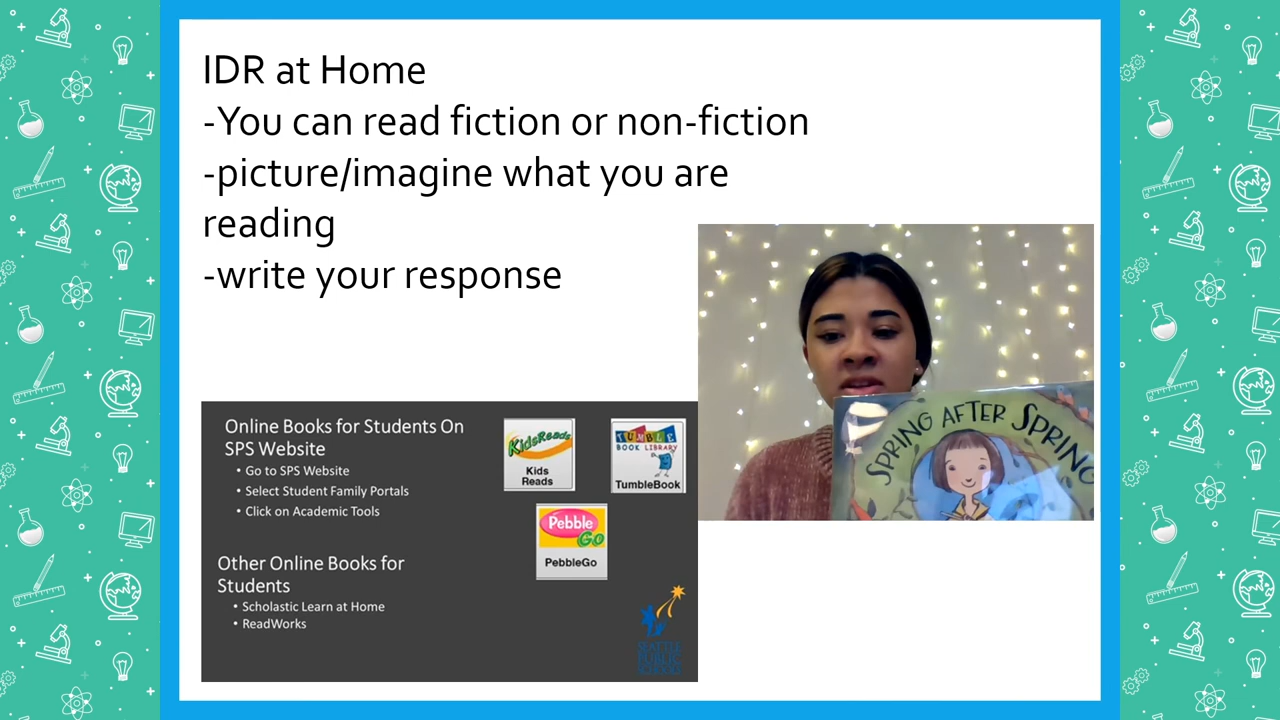 IDR at Home
-You can read fiction or non-fiction
-picture/imagine what you are
reading
-write your response
Online Books for Students On
SPS Website
• Go to SPS Website
• Select Student Family Portals
• Click on Academic Tools
KidsReads
Kids
Reads
TUMBLE
BOOK LIBRARY
TumbleBook
Pebble
Go
PebbleGo
Other Online Books for
Students
• Scholastic Learn at Home
• ReadWorks
SEATTLE
PUBLIC
SCHOOLS
SPRING AFTER SPRING